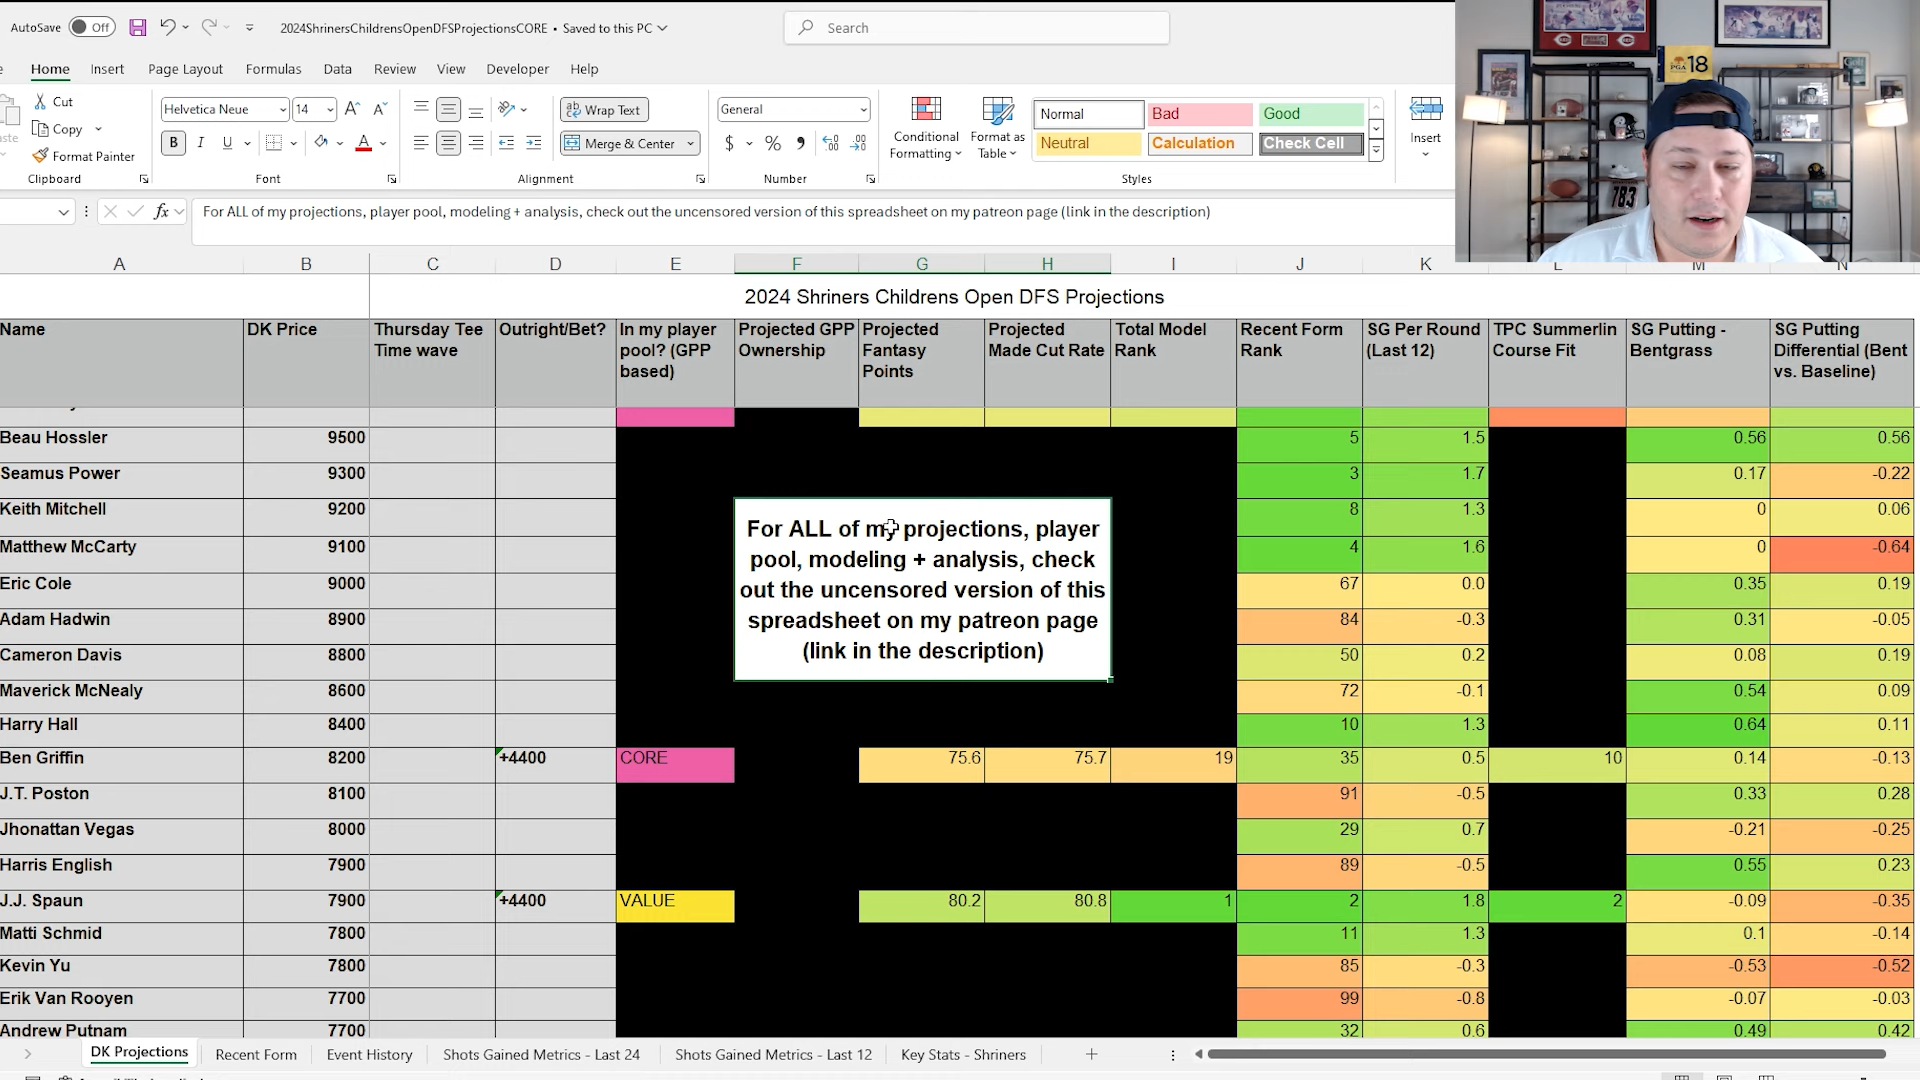 AutoSave Off 2024ShrinersChildrensOpenDFSProjectionsCORE • Saved to this PC Search
Home Insert Page Layout Formulas Data Review View Developer Help
Cut
Copy
Format Painter
Clipboard
Helvetica Neue 14
B I U A
Font
Wrap Text
Merge & Center
Alignment
General
$ % ,
Number
Conditional Formatting
Format as Table
Normal Bad Good
Neutral Calculation Check Cell
Styles
Insert
PGA 18
783
fx For ALL of my projections, player pool, modeling + analysis, check out the uncensored version of this spreadsheet on my patreon page (link in the description)
A B C D E F G H I J K L M N
2024 Shriners Childrens Open DFS Projections
Name DK Price Thursday Tee Time wave Outright/Bet? In my player pool? (GPP based) Projected GPP Ownership Projected Fantasy Points Projected Made Cut Rate Total Model Rank Recent Form Rank SG Per Round (Last 12) TPC Summerlin Course Fit SG Putting - Bentgrass SG Putting Differential (Bent vs. Baseline)
Beau Hossler 9500 5 1.5 0.56 0.56
Seamus Power 9300 3 1.7 0.17 -0.22
Keith Mitchell 9200 8 1.3 0 0.06
Matthew McCarty 9100 4 1.6 0 -0.64
Eric Cole 9000 67 0.0 0.35 0.19
Adam Hadwin 8900 84 -0.3 0.31 -0.05
Cameron Davis 8800 50 0.2 0.08 0.19
Maverick McNealy 8600 72 -0.1 0.54 0.09
Harry Hall 8400 10 1.3 0.64 0.11
For ALL of my projections, player
pool, modeling + analysis, check
out the uncensored version of this
spreadsheet on my patreon page
(link in the description)
Ben Griffin 8200 +4400 CORE 75.6 75.7 19 35 0.5 10 0.14 -0.13
J.T. Poston 8100 91 -0.5 0.33 0.28
Jhonattan Vegas 8000 29 0.7 -0.21 -0.25
Harris English 7900 89 -0.5 0.55 0.23
J.J. Spaun 7900 +4400 VALUE 80.2 80.8 1 2 1.8 2 -0.09 -0.35
Matti Schmid 7800 11 1.3 0.1 -0.14
Kevin Yu 7800 85 -0.3 -0.53 -0.52
Erik Van Rooyen 7700 99 -0.8 -0.07 -0.03
Andrew Putnam 7700 32 0.6 0.49 0.42
DK Projections Recent Form Event History Shots Gained Metrics - Last 24 Shots Gained Metrics - Last 12 Key Stats - Shriners